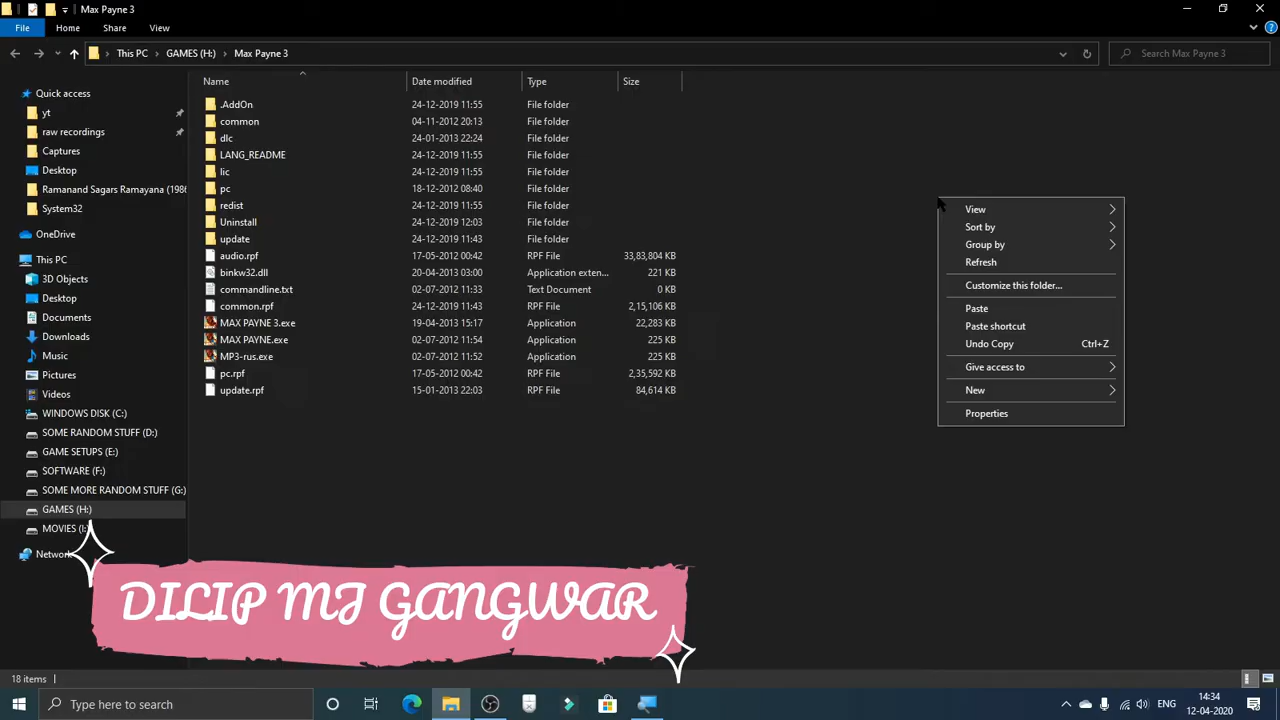 Max Payne 3
File Home Share View
This PC GAMES (H:) Max Payne 3 Search Max Payne 3
Quick access
yt
raw recordings
Captures
Desktop
Ramanand Sagars Ramayana (1986
System32
OneDrive
This PC
3D Objects
Desktop
Documents
Downloads
Music
Pictures
Videos
WINDOWS DISK (C:)
SOME RANDOM STUFF (D:)
GAME SETUPS (E:)
SOFTWARE (F:)
SOME MORE RANDOM STUFF (G:)
GAMES (H:)
MOVIES (I:)
Network
Name Date modified Type Size
.AddOn 24-12-2019 11:55 File folder
common 04-11-2012 20:13 File folder
dlc 24-01-2013 22:24 File folder
LANG_README 24-12-2019 11:55 File folder
lic 24-12-2019 11:55 File folder
pc 18-12-2012 08:40 File folder
redist 24-12-2019 11:55 File folder
Uninstall 24-12-2019 12:03 File folder
update 24-12-2019 11:43 File folder
audio.rpf 17-05-2012 00:42 RPF File 33,83,804 KB
binkw32.dll 20-04-2013 03:00 Application exten... 221 KB
commandline.txt 02-07-2012 11:33 Text Document 0 KB
common.rpf 24-12-2019 11:43 RPF File 2,15,106 KB
MAX PAYNE 3.exe 19-04-2013 15:17 Application 22,283 KB
MAX PAYNE.exe 02-07-2012 11:54 Application 225 KB
MP3-rus.exe 02-07-2012 11:52 Application 225 KB
pc.rpf 17-05-2012 00:42 RPF File 2,35,592 KB
update.rpf 15-01-2013 22:03 RPF File 84,614 KB
View
Sort by
Group by
Refresh
Customize this folder...
Paste
Paste shortcut
Undo Copy Ctrl+Z
Give access to
New
Properties
DILIP MJ GANGWAR
18 items
Type here to search
ENG
14:34
12-04-2020